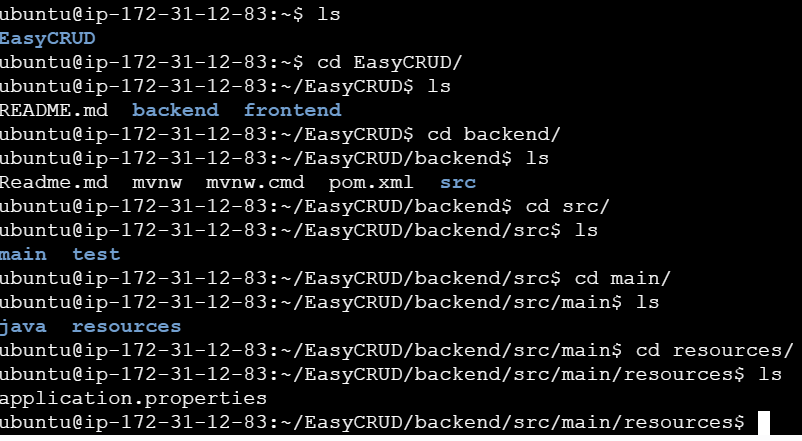 ubuntu@ip-172-31-12-83:~$ ls
EasyCRUD
ubuntu@ip-172-31-12-83:~$ cd EasyCRUD/
ubuntu@ip-172-31-12-83:~/EasyCRUD$ ls
README.md  backend  frontend
ubuntu@ip-172-31-12-83:~/EasyCRUD$ cd backend/
ubuntu@ip-172-31-12-83:~/EasyCRUD/backend$ ls
Readme.md  mvnw  mvnw.cmd  pom.xml  src
ubuntu@ip-172-31-12-83:~/EasyCRUD/backend$ cd src/
ubuntu@ip-172-31-12-83:~/EasyCRUD/backend/src$ ls
main  test
ubuntu@ip-172-31-12-83:~/EasyCRUD/backend/src$ cd main/
ubuntu@ip-172-31-12-83:~/EasyCRUD/backend/src/main$ ls
java  resources
ubuntu@ip-172-31-12-83:~/EasyCRUD/backend/src/main$ cd resources/
ubuntu@ip-172-31-12-83:~/EasyCRUD/backend/src/main/resources$ ls
application.properties
ubuntu@ip-172-31-12-83:~/EasyCRUD/backend/src/main/resources$